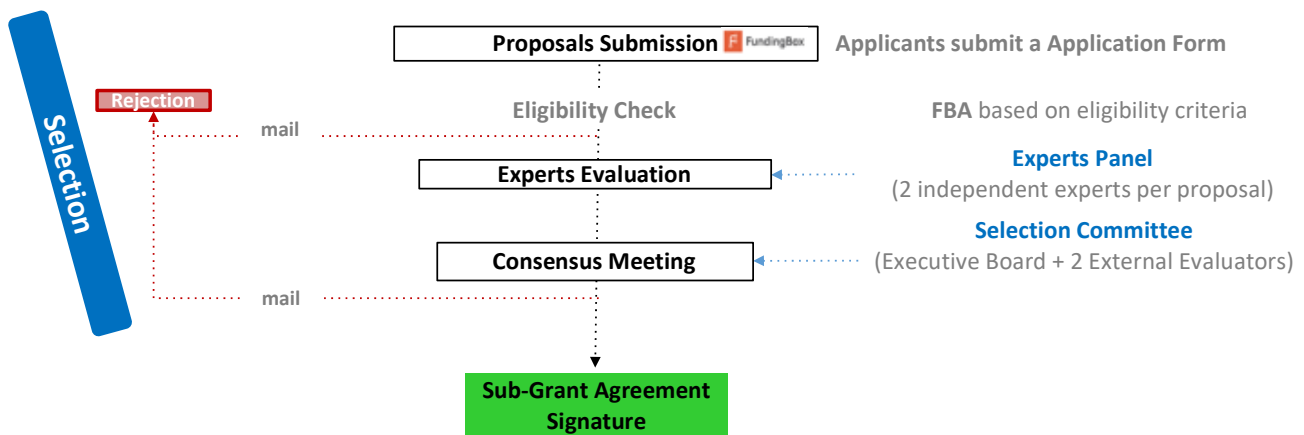 Proposals Submission FundingBox Applicants submit a Application Form
Selection
Rejection
Eligibility Check
FBA based on eligibility criteria
mail
Experts Evaluation
Experts Panel
(2 independent experts per proposal)
Selection Committee
Consensus Meeting
(Executive Board + 2 External Evaluators)
mail
Sub-Grant Agreement
Signature